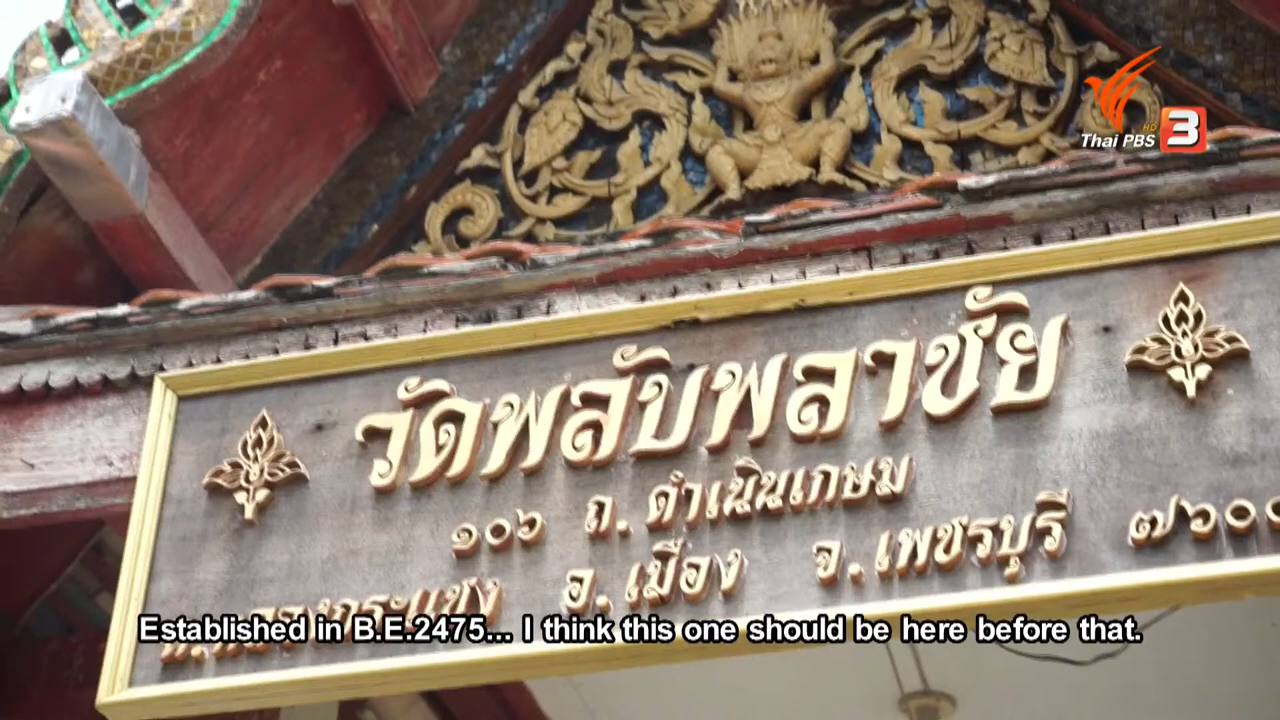 Thai PBS HD 3
วัดพลับพลาชัย
๑๐๖ ถ. ดำเนินเกษม
อ. เมือง จ. เพชรบุรี ๗๖๐๐
Established in B.E.2475... I think this one should be here before that.